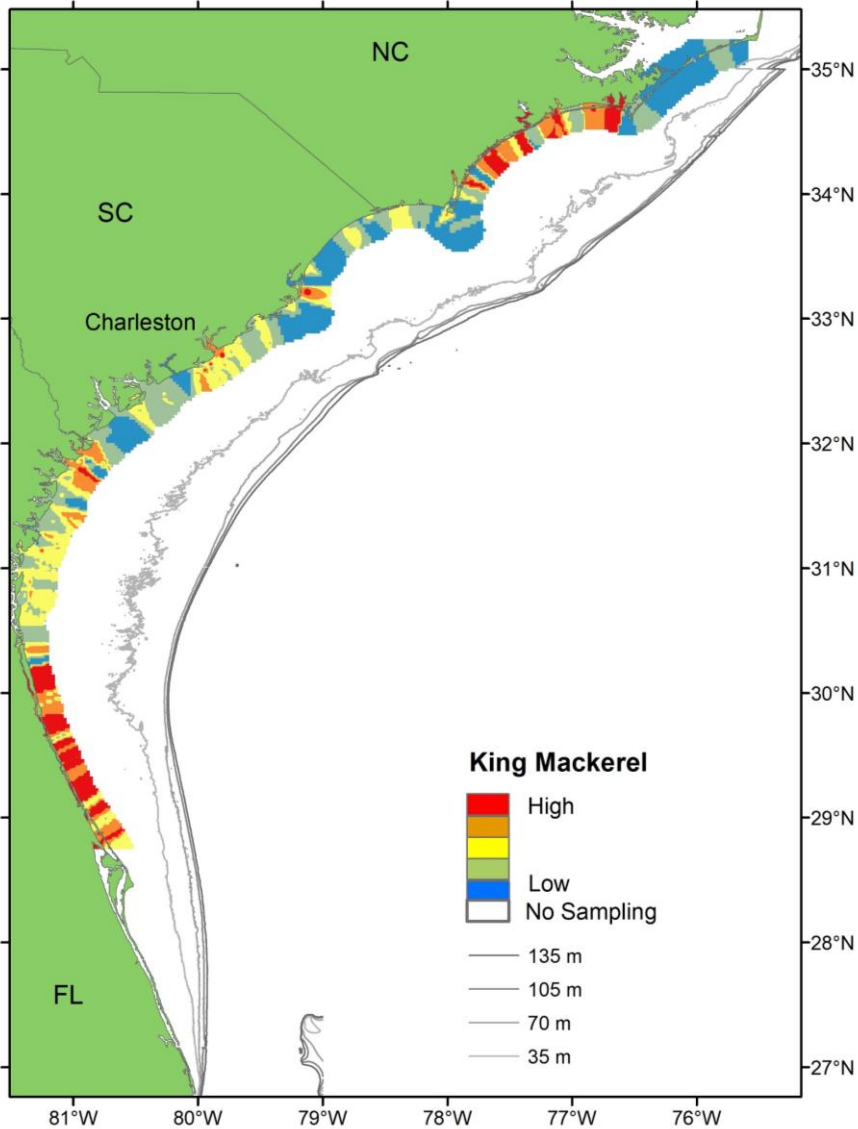 NC
35°N
34°N
SC
33°N
Charleston
32°N
31°N
30°N
King Mackerel
High
29°N
Low
No Sampling
28°N
135 m
105 m
FL
70 m
35 m
27°N
81°W 80°W 79°W 78°W 77°W 76°W